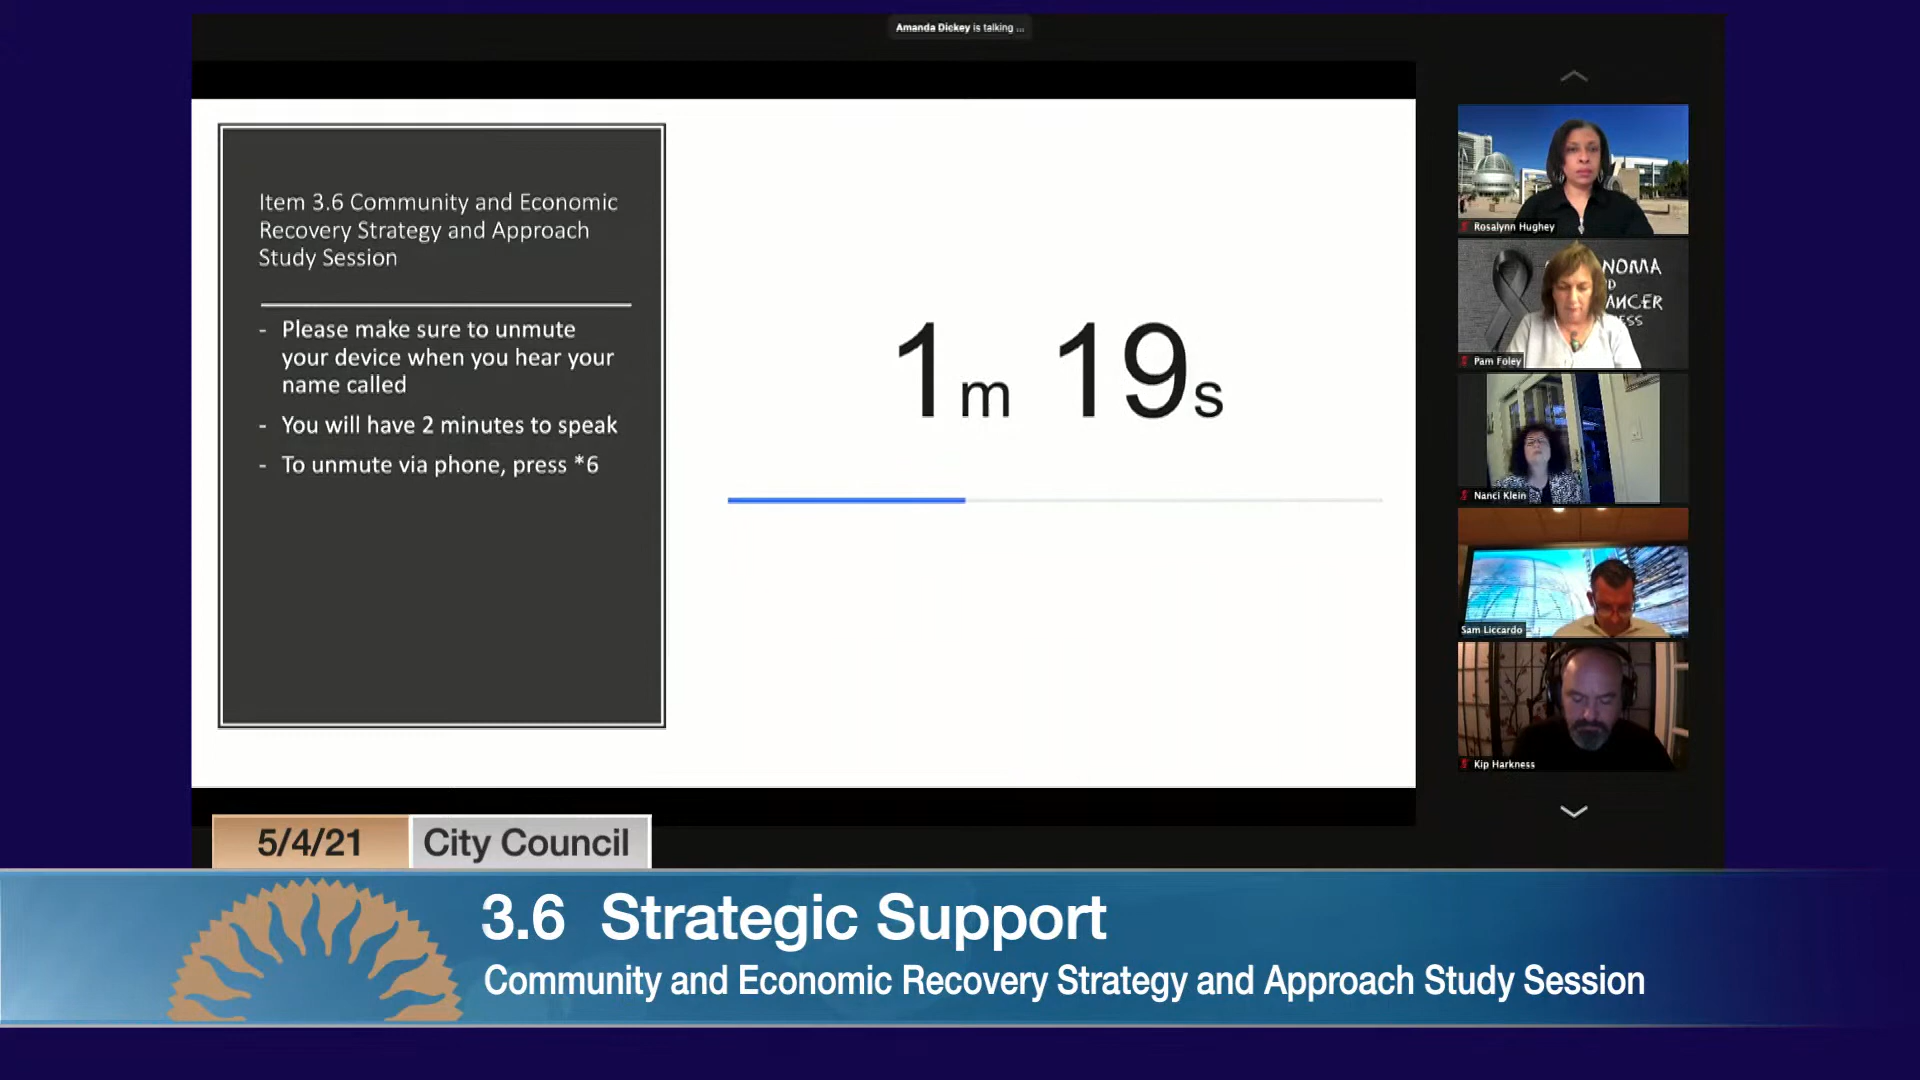 Amanda Dickey is talking ...
Item 3.6 Community and Economic
Recovery Strategy and Approach
Study Session
- Please make sure to unmute
your device when you hear your
name called
- You will have 2 minutes to speak
- To unmute via phone, press *6
1m 19s
Rosalynn Hughey
NOMA
ANCER
Pam Foley
Nanci Klein
Sam Liccardo
Kip Harkness
5/4/21 City Council
3.6 Strategic Support
Community and Economic Recovery Strategy and Approach Study Session